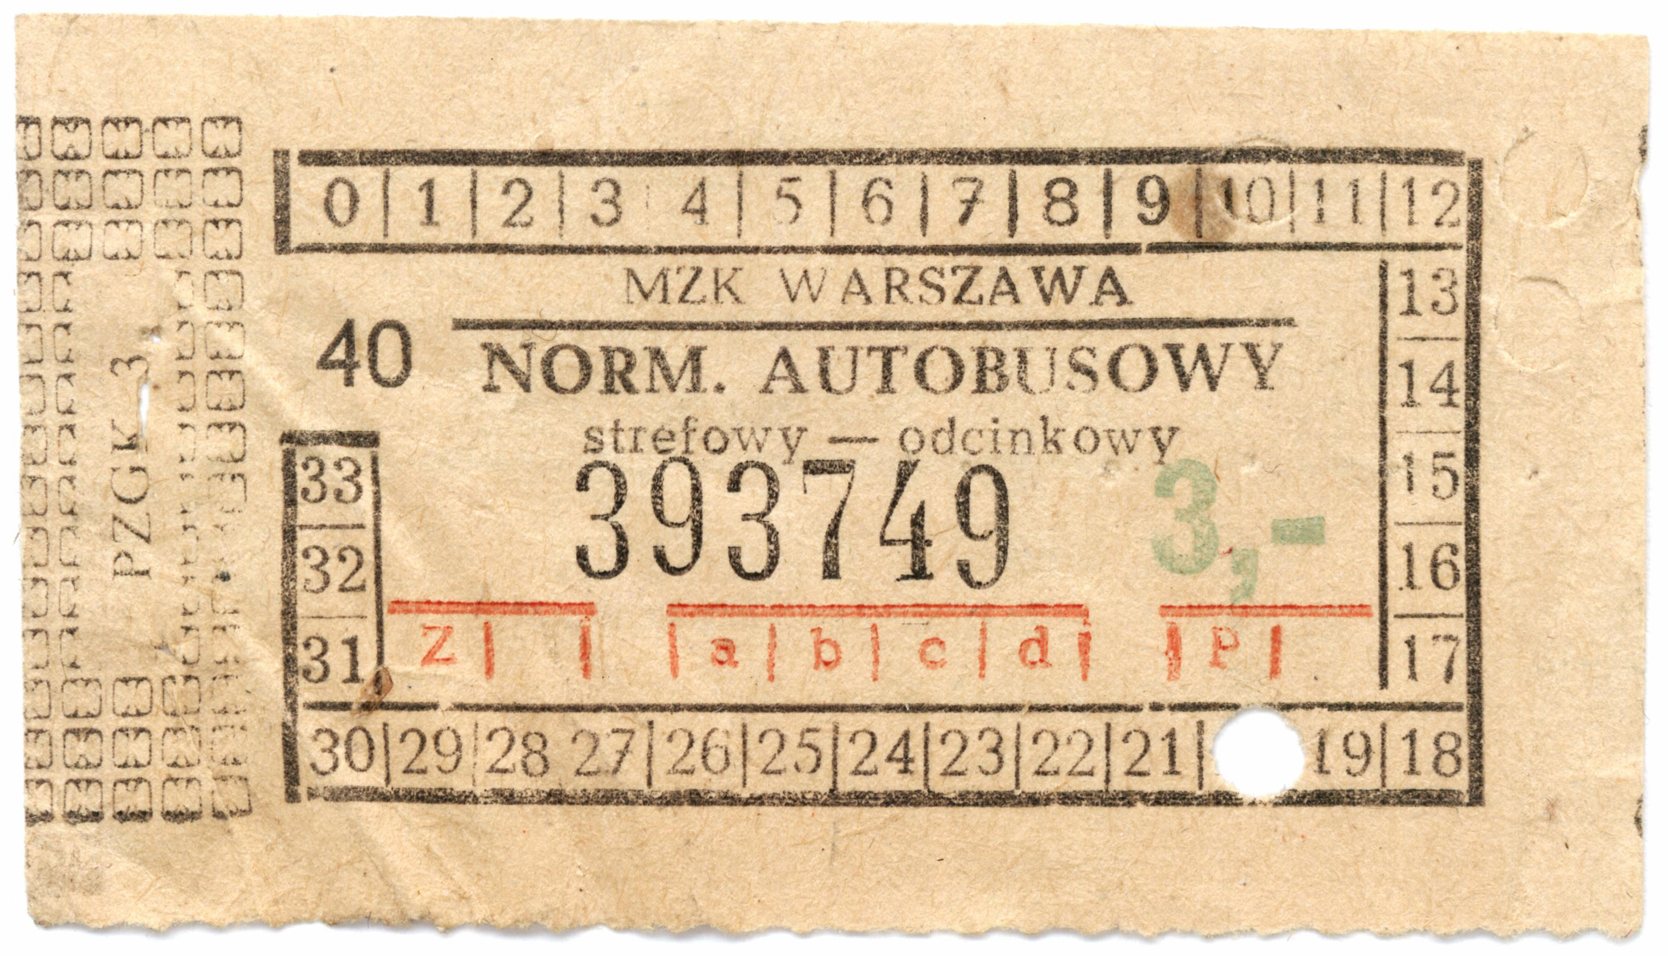 0 | 1 | 2 | 3 4 | 5 | 6 | 7 | 8 | 9 | 10 | 11 | 12
MZK WARSZAWA
13
40
NORM. AUTOBUSOWY
14
strefowy — odcinkowy
33
393749
3,-
15
32
16
31
Z | | | a | b | c | d | | P |
17
30 | 29 | 28 27 | 26 | 25 | 24 | 23 | 22 | 21 | 19 | 18
PZGK 3